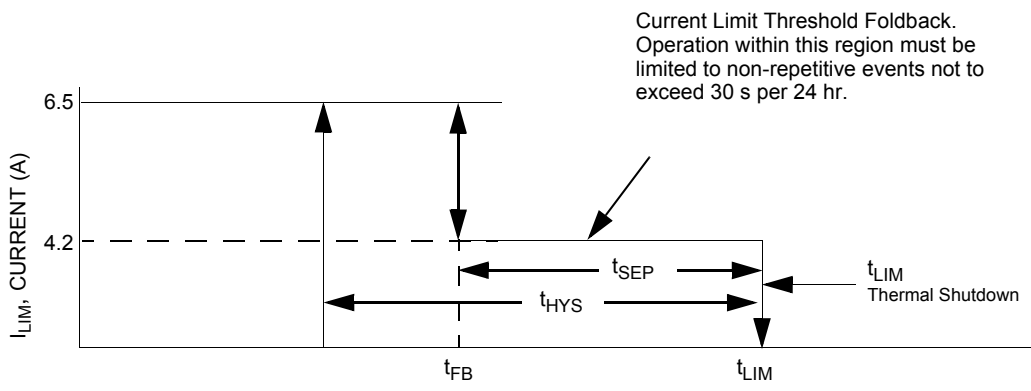 Current Limit Threshold Foldback.
Operation within this region must be
limited to non-repetitive events not to
exceed 30 s per 24 hr.
6.5
4.2
I_LIM, CURRENT (A)
t_SEP
t_HYS
t_LIM
Thermal Shutdown
t_FB
t_LIM